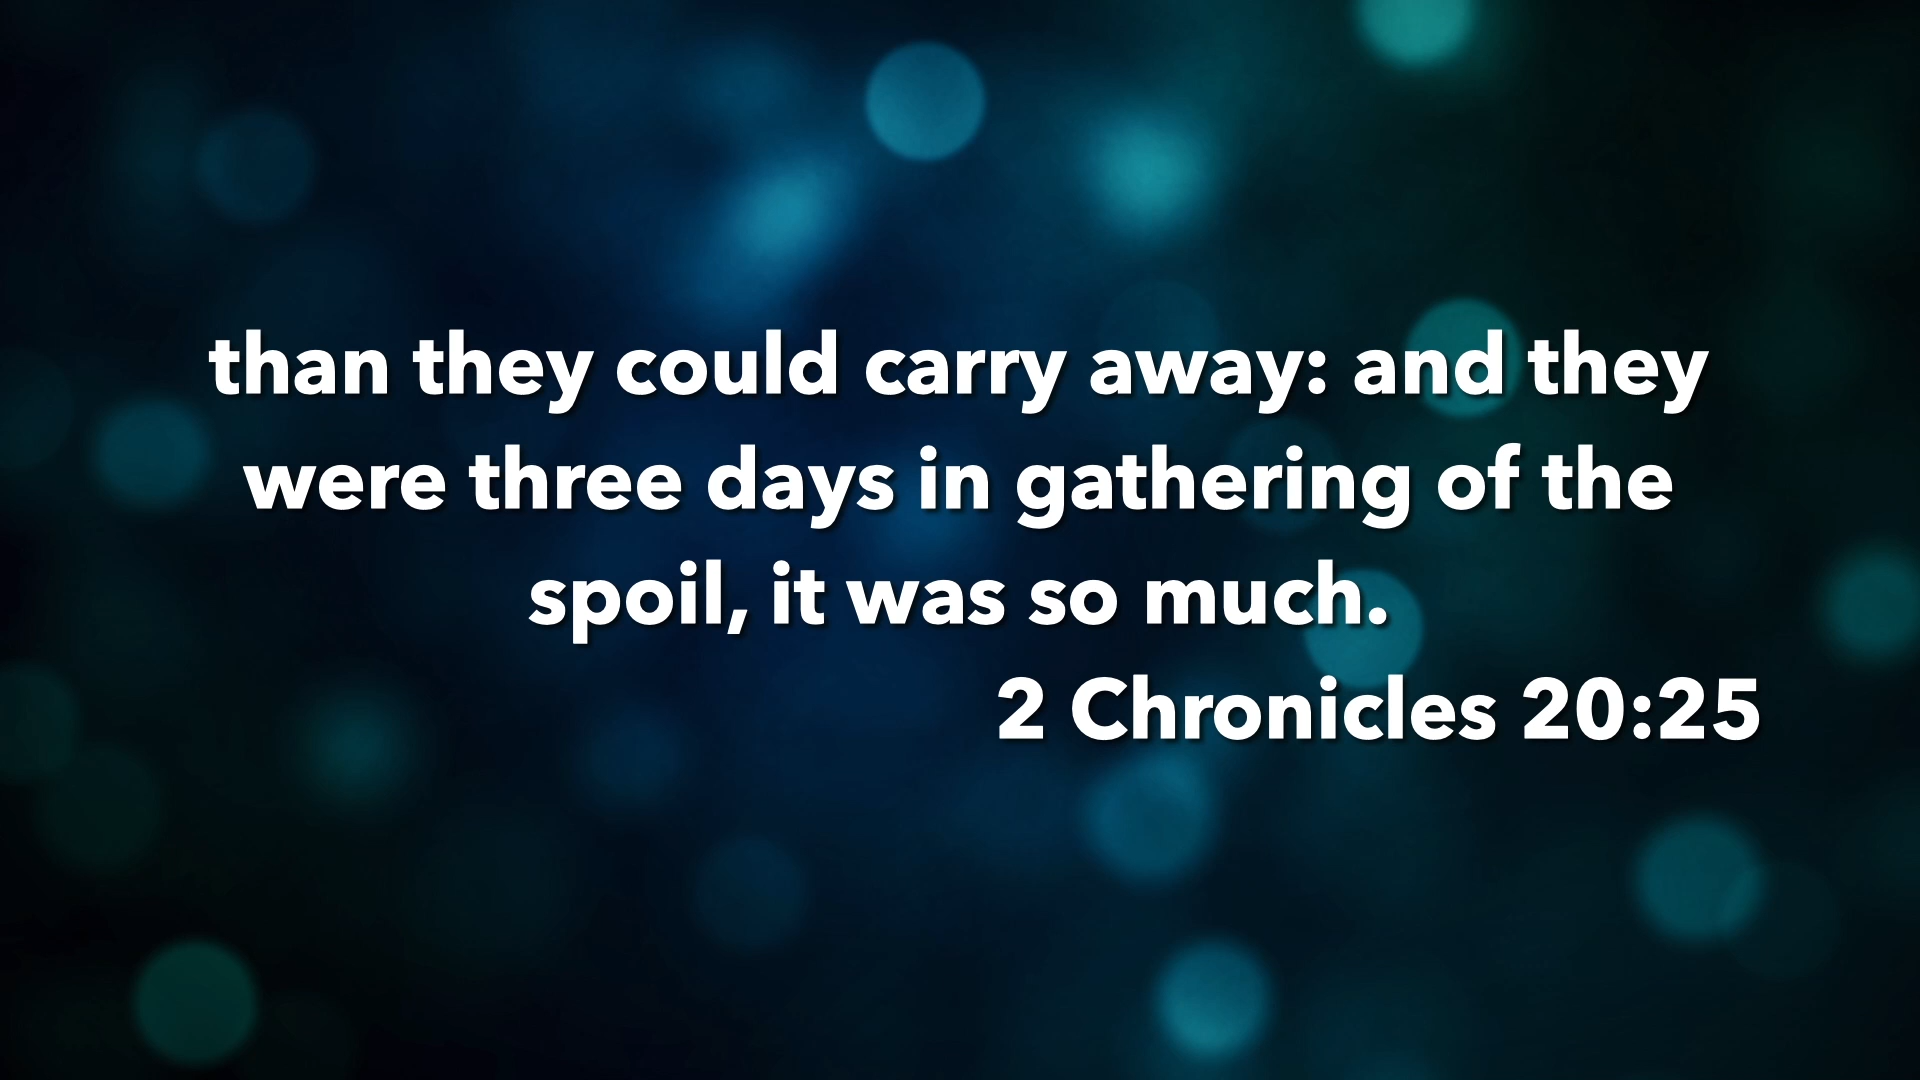 than they could carry away: and they
were three days in gathering of the
spoil, it was so much.
2 Chronicles 20:25